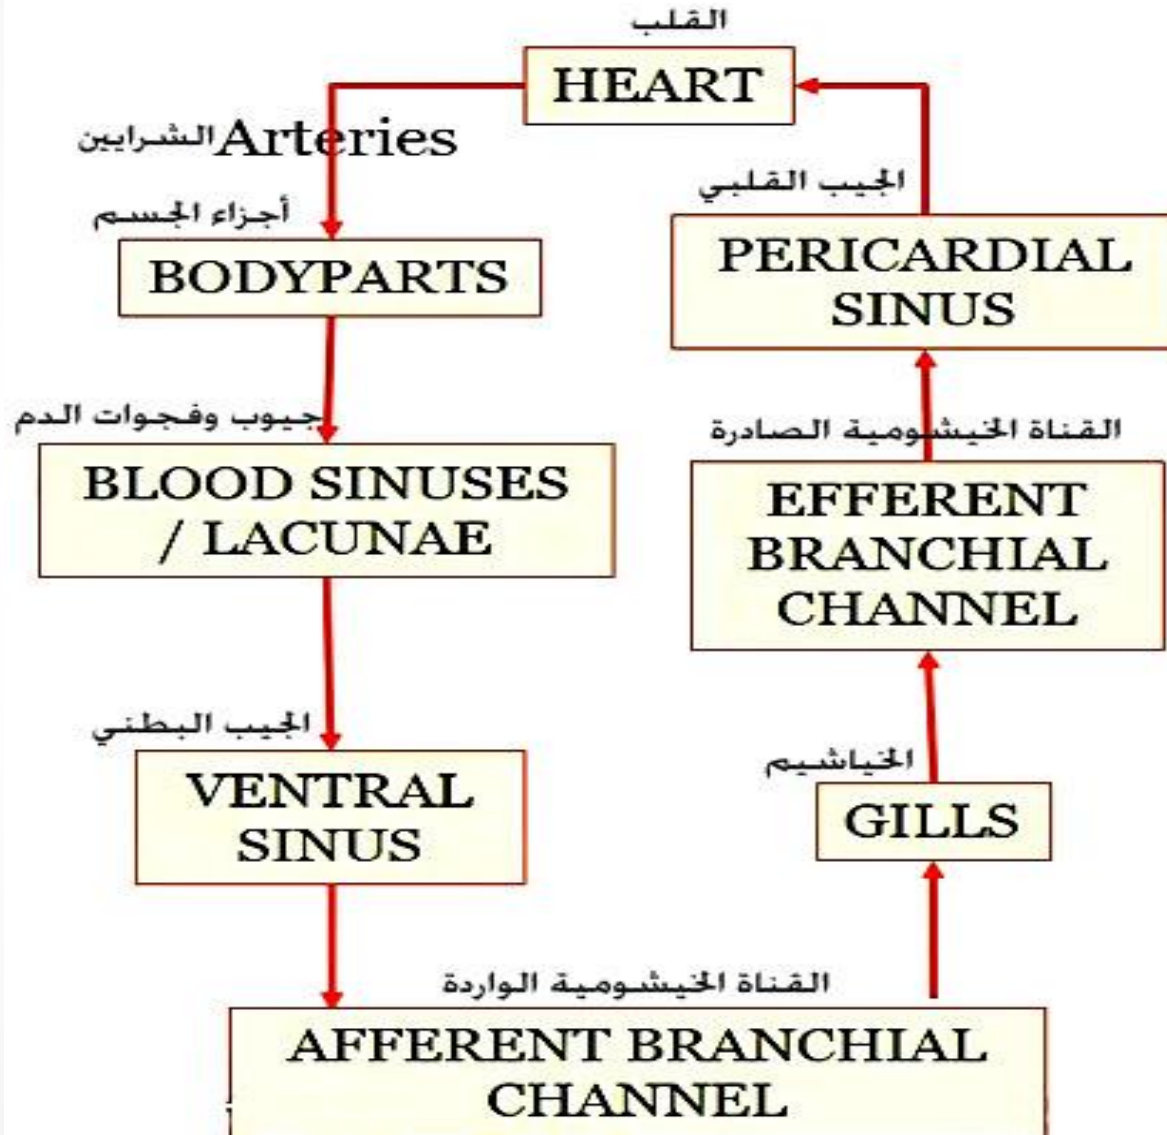 القلب
HEART
الشرايين Arteries
أجزاء الجسم
BODYPARTS
جيوب وفجوات الدم
BLOOD SINUSES
/ LACUNAE
الجيب البطني
VENTRAL
SINUS
القناة الخيشومية الواردة
AFFERENT BRANCHIAL
CHANNEL
الخياشيم
GILLS
القناة الخيشومية الصادرة
EFFERENT
BRANCHIAL
CHANNEL
الجيب القلبي
PERICARDIAL
SINUS